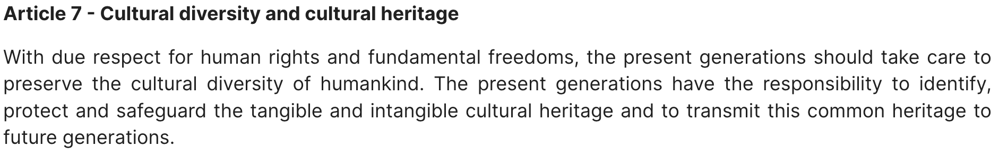 Article 7 - Cultural diversity and cultural heritage
With due respect for human rights and fundamental freedoms, the present generations should take care to
preserve the cultural diversity of humankind. The present generations have the responsibility to identify,
protect and safeguard the tangible and intangible cultural heritage and to transmit this common heritage to
future generations.